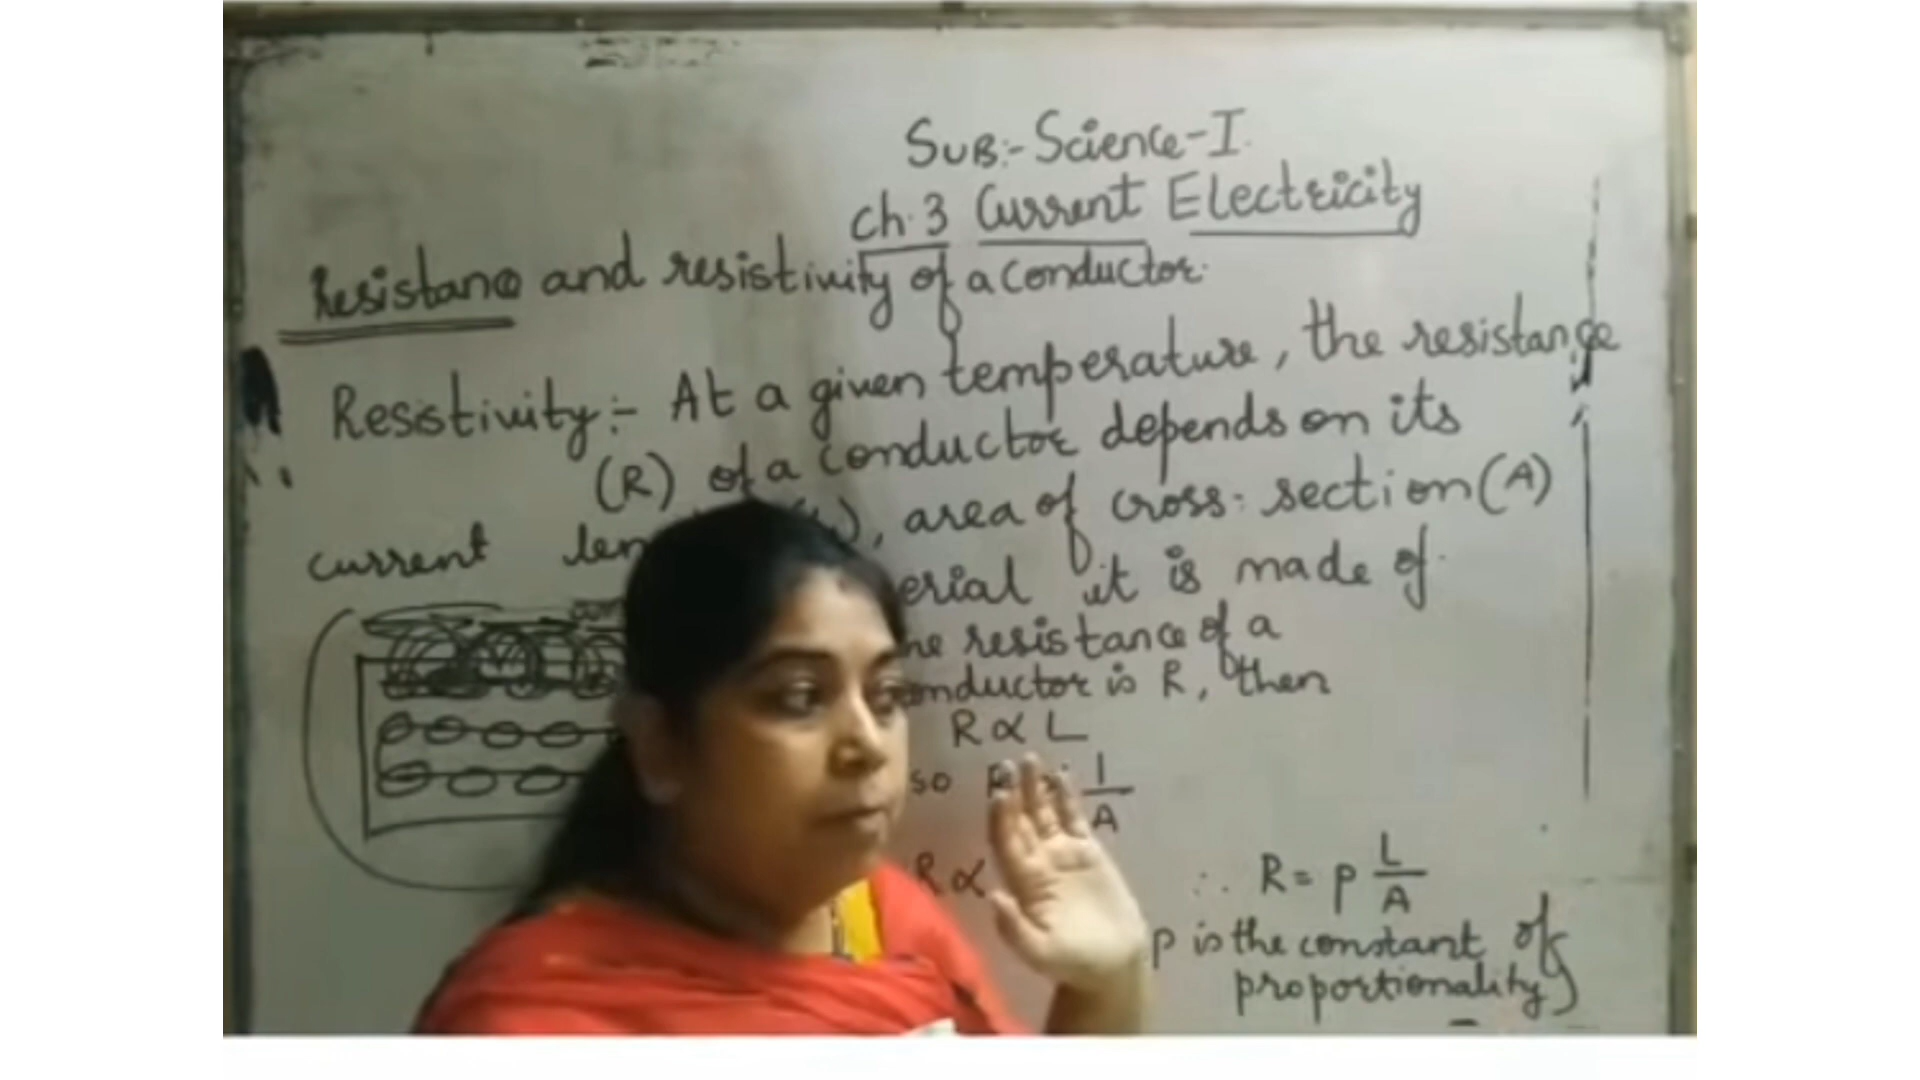 SUB:- Science-I.
Ch.3 Current Electricity
Resistance and resistivity of a conductor.
Resistivity:- At a given temperature, the resistance
(R) of a conductor depends on its
, area of cross: section (A)
current
it is made of.
resistance of a
is R, then
R ∝ L
so 1/A
R ∝
∴ R = ρ L/A
ρ is the constant of
proportionality)